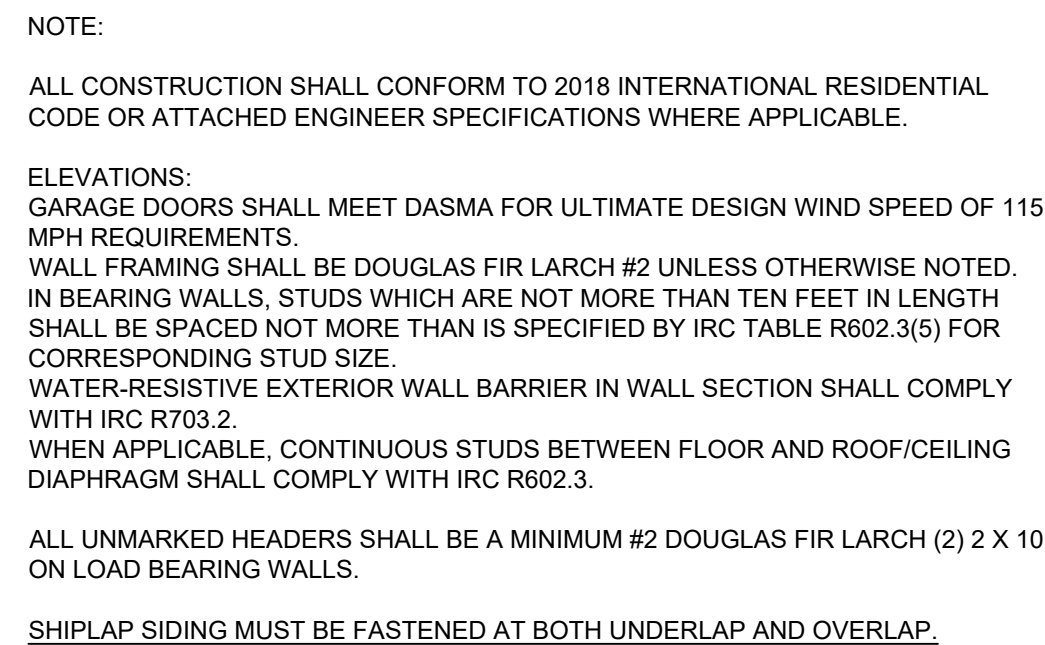 NOTE:
ALL CONSTRUCTION SHALL CONFORM TO 2018 INTERNATIONAL RESIDENTIAL
CODE OR ATTACHED ENGINEER SPECIFICATIONS WHERE APPLICABLE.
ELEVATIONS:
GARAGE DOORS SHALL MEET DASMA FOR ULTIMATE DESIGN WIND SPEED OF 115
MPH REQUIREMENTS.
WALL FRAMING SHALL BE DOUGLAS FIR LARCH #2 UNLESS OTHERWISE NOTED.
IN BEARING WALLS, STUDS WHICH ARE NOT MORE THAN TEN FEET IN LENGTH
SHALL BE SPACED NOT MORE THAN IS SPECIFIED BY IRC TABLE R602.3(5) FOR
CORRESPONDING STUD SIZE.
WATER-RESISTIVE EXTERIOR WALL BARRIER IN WALL SECTION SHALL COMPLY
WITH IRC R703.2.
WHEN APPLICABLE, CONTINUOUS STUDS BETWEEN FLOOR AND ROOF/CEILING
DIAPHRAGM SHALL COMPLY WITH IRC R602.3.
ALL UNMARKED HEADERS SHALL BE A MINIMUM #2 DOUGLAS FIR LARCH (2) 2 X 10
ON LOAD BEARING WALLS.
SHIPLAP SIDING MUST BE FASTENED AT BOTH UNDERLAP AND OVERLAP.